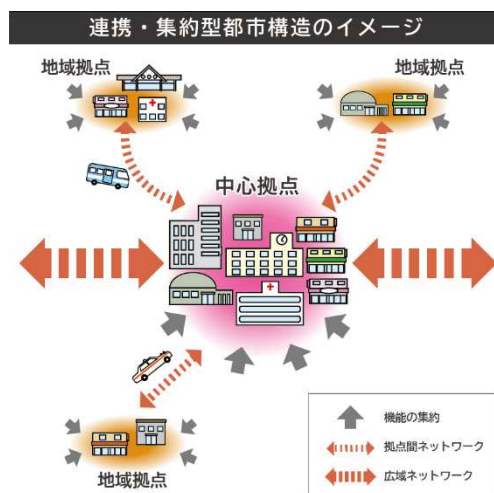 連携・集約型都市構造のイメージ
地域拠点
地域拠点
中心拠点
地域拠点
機能の集約
拠点間ネットワーク
広域ネットワーク